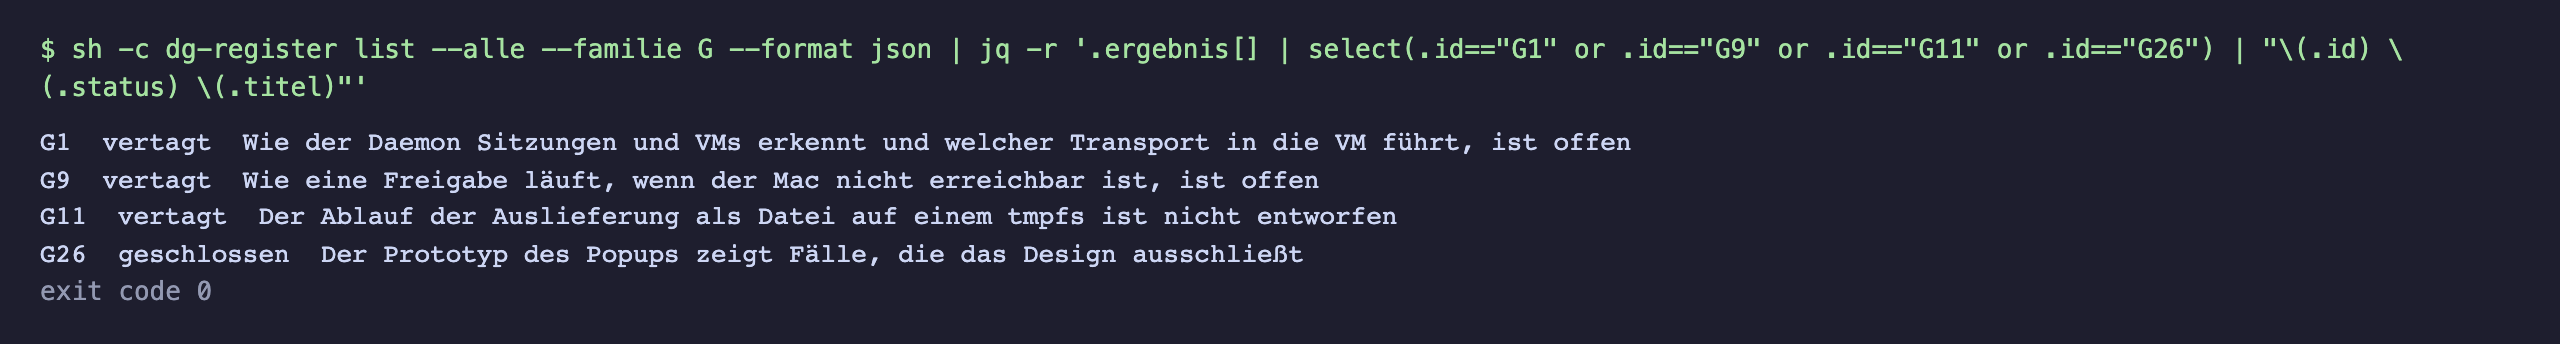 $ sh -c dg-register list --alle --familie G --format json | jq -r '.ergebnis[] | select(.id=="G1" or .id=="G9" or .id=="G11" or .id=="G26") | "\(.id) \
(.status) \(.titel)"'
G1  vertagt  Wie der Daemon Sitzungen und VMs erkennt und welcher Transport in die VM führt, ist offen
G9  vertagt  Wie eine Freigabe läuft, wenn der Mac nicht erreichbar ist, ist offen
G11  vertagt  Der Ablauf der Auslieferung als Datei auf einem tmpfs ist nicht entworfen
G26  geschlossen  Der Prototyp des Popups zeigt Fälle, die das Design ausschließt
exit code 0